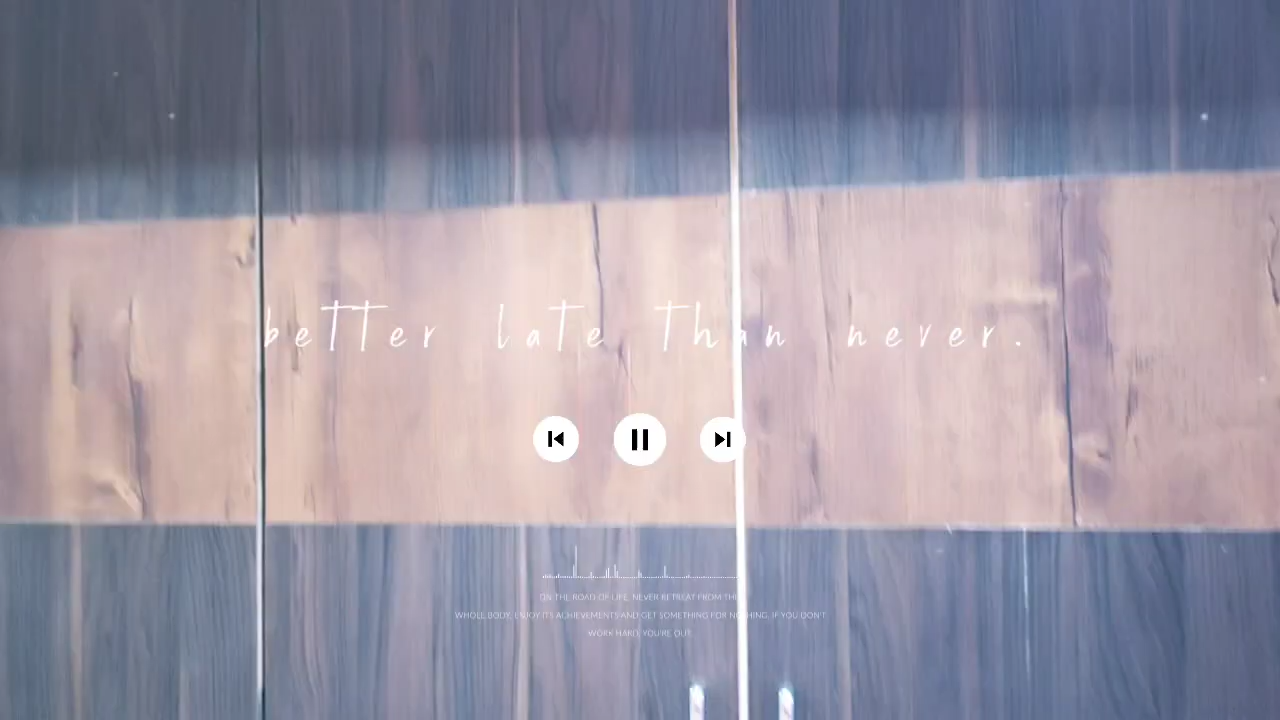 better late than never.
ON THE ROAD OF LIFE, NEVER RETREAT FROM THE
WHOLE BODY, ENJOY ITS ACHIEVEMENTS AND GET SOMETHING FOR NOTHING. IF YOU DON'T
WORK HARD, YOU'RE OUT.